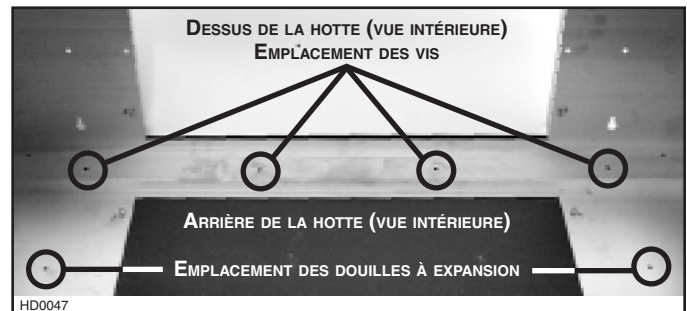 DESSUS DE LA HOTTE (VUE INTÉRIEURE)
EMPLACEMENT DES VIS
ARRIÈRE DE LA HOTTE (VUE INTÉRIEURE)
EMPLACEMENT DES DOUILLES À EXPANSION
HD0047